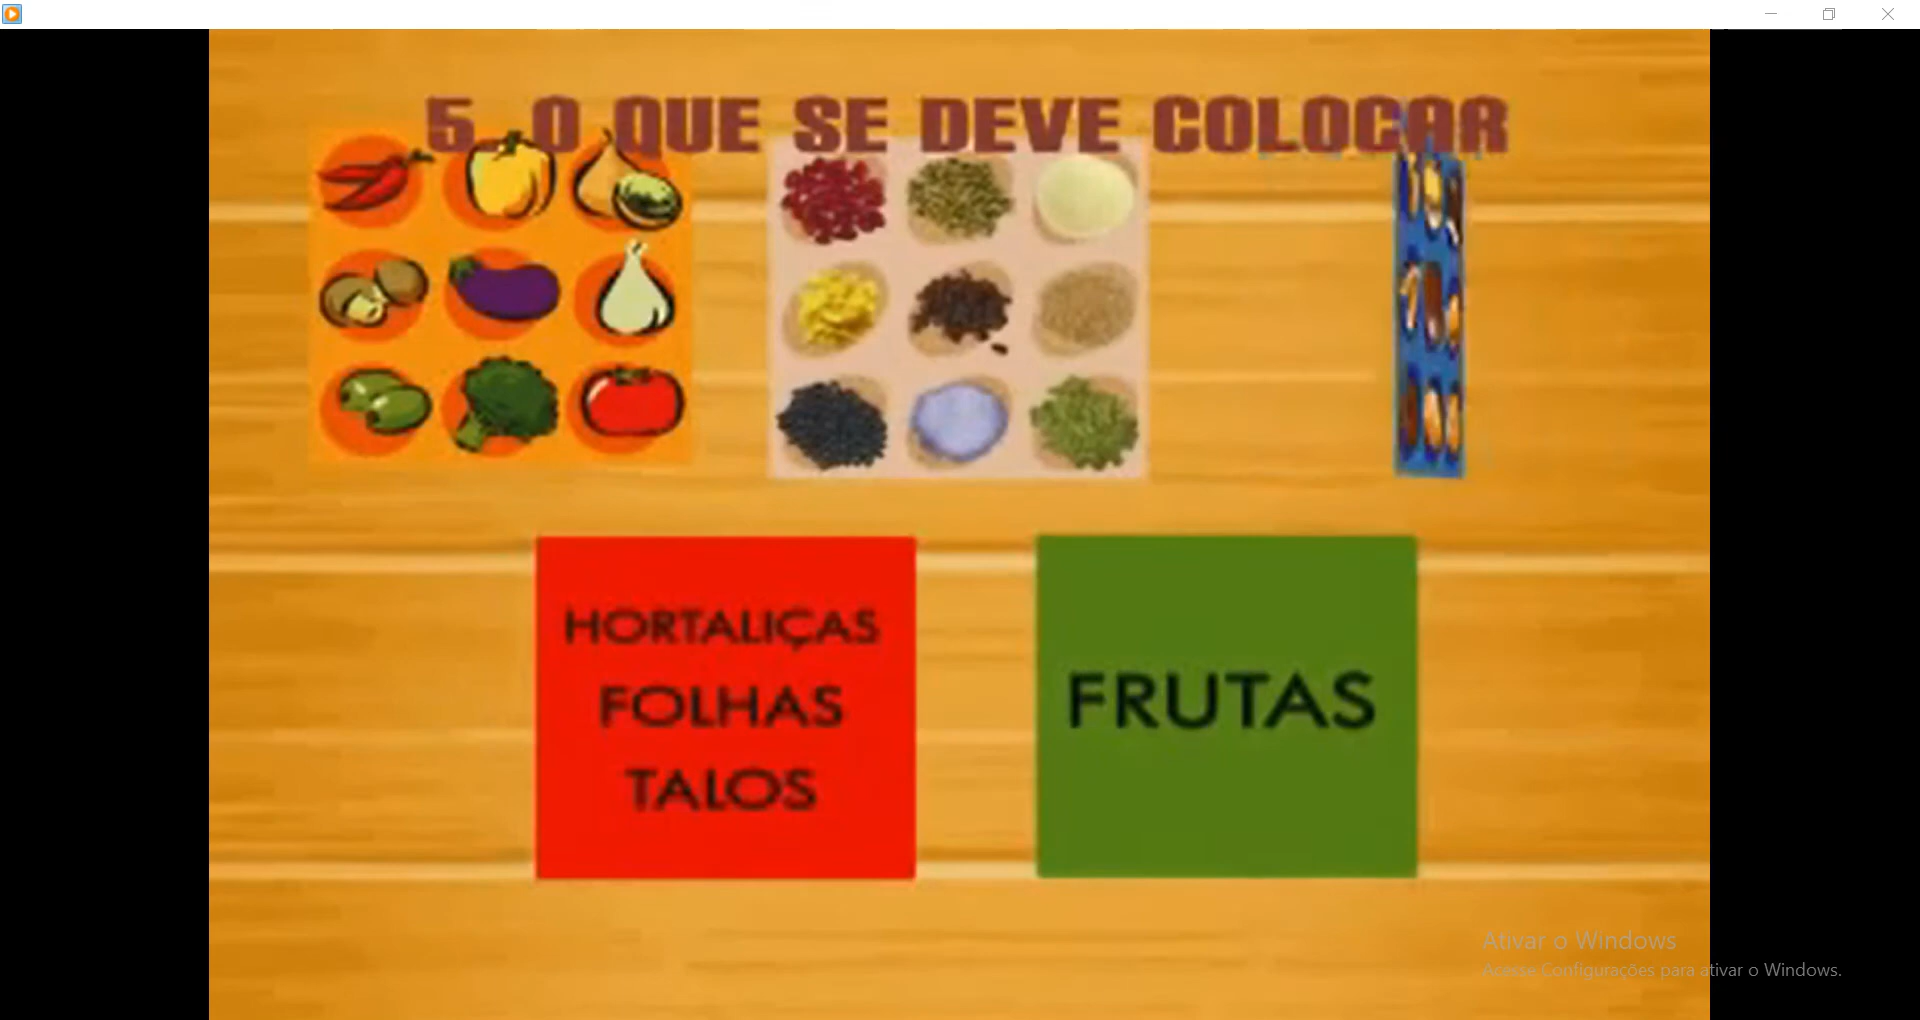 5. O QUE SE DEVE COLOCAR
HORTALIÇAS
FOLHAS
TALOS
FRUTAS
Ativar o Windows
Acesse Configurações para ativar o Windows.